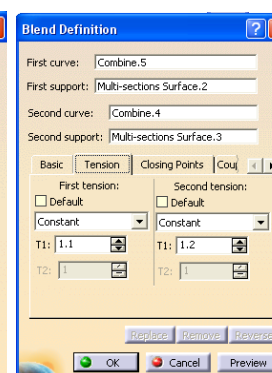 Blend Definition ?
First curve: Combine.5
First support: Multi-sections Surface.2
Second curve: Combine.4
Second support: Multi-sections Surface.3
Basic Tension Closing Points Coup
First tension: Second tension:
Default Default
Constant Constant
T1: 1.1 T1: 1.2
T2: 1 T2: 1
Replace Remove Reverse
OK Cancel Preview